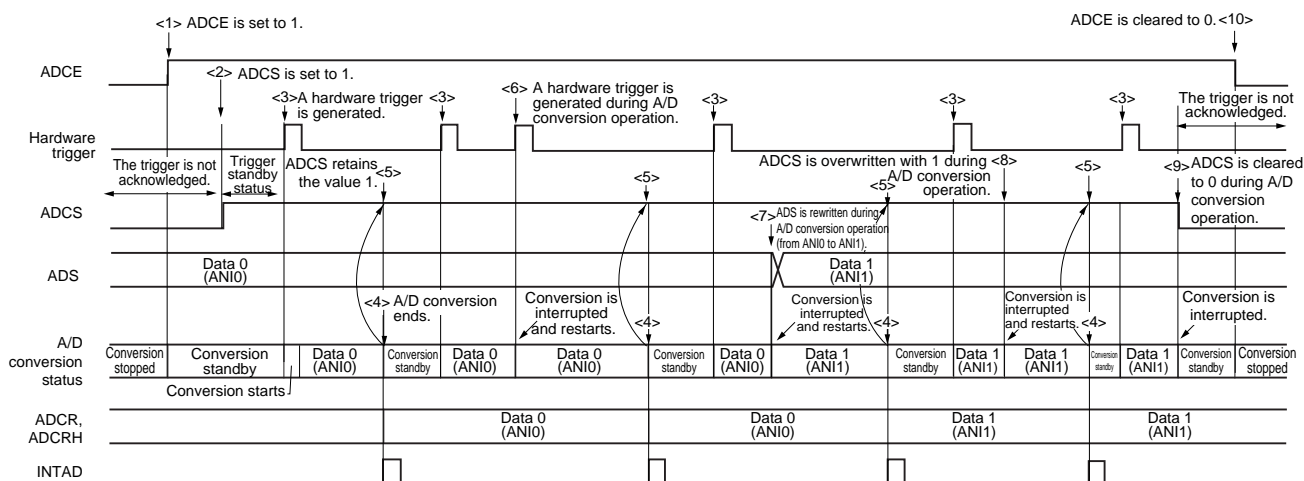 <1> ADCE is set to 1.
ADCE is cleared to 0. <10>
ADCE
<2> ADCS is set to 1.
<3> A hardware trigger
is generated.
<3>
<6> A hardware trigger is
generated during A/D
conversion operation.
<3>
<3>
<3>
The trigger is not
acknowledged.
Hardware
trigger
The trigger is not
acknowledged.
Trigger
standby
status
ADCS retains
the value 1.
<5>
<5>
ADCS is overwritten with 1 during <8>
A/D conversion
operation.
<5>
<5>
<9> ADCS is cleared
to 0 during A/D
conversion
operation.
ADCS
<7> ADS is rewritten during
A/D conversion operation
(from ANI0 to ANI1).
ADS
Data 0
(ANI0)
Data 1
(ANI1)
<4> A/D conversion
ends.
Conversion is
interrupted
and restarts.
<4>
Conversion is
interrupted
and restarts.
<4>
Conversion is
interrupted
and restarts.
<4>
Conversion is
interrupted.
A/D
conversion
status
Conversion
stopped
Conversion
standby
Data 0
(ANI0)
Conversion
standby
Data 0
(ANI0)
Data 0
(ANI0)
Conversion
standby
Data 0
(ANI0)
Data 1
(ANI1)
Conversion
standby
Data 1
(ANI1)
Data 1
(ANI1)
Conversion
standby
Data 1
(ANI1)
Conversion
standby
Conversion
stopped
Conversion starts
ADCR,
ADCRH
Data 0
(ANI0)
Data 0
(ANI0)
Data 1
(ANI1)
Data 1
(ANI1)
INTAD